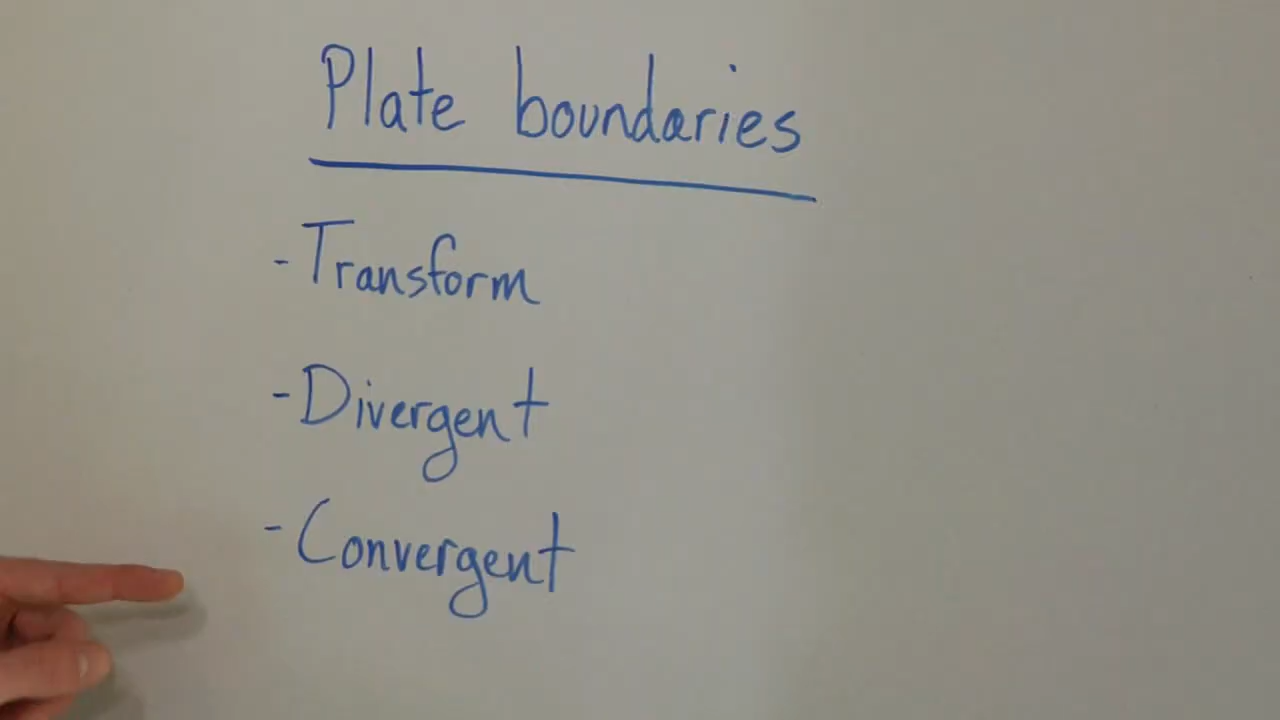 Plate boundaries
- Transform
- Divergent
- Convergent